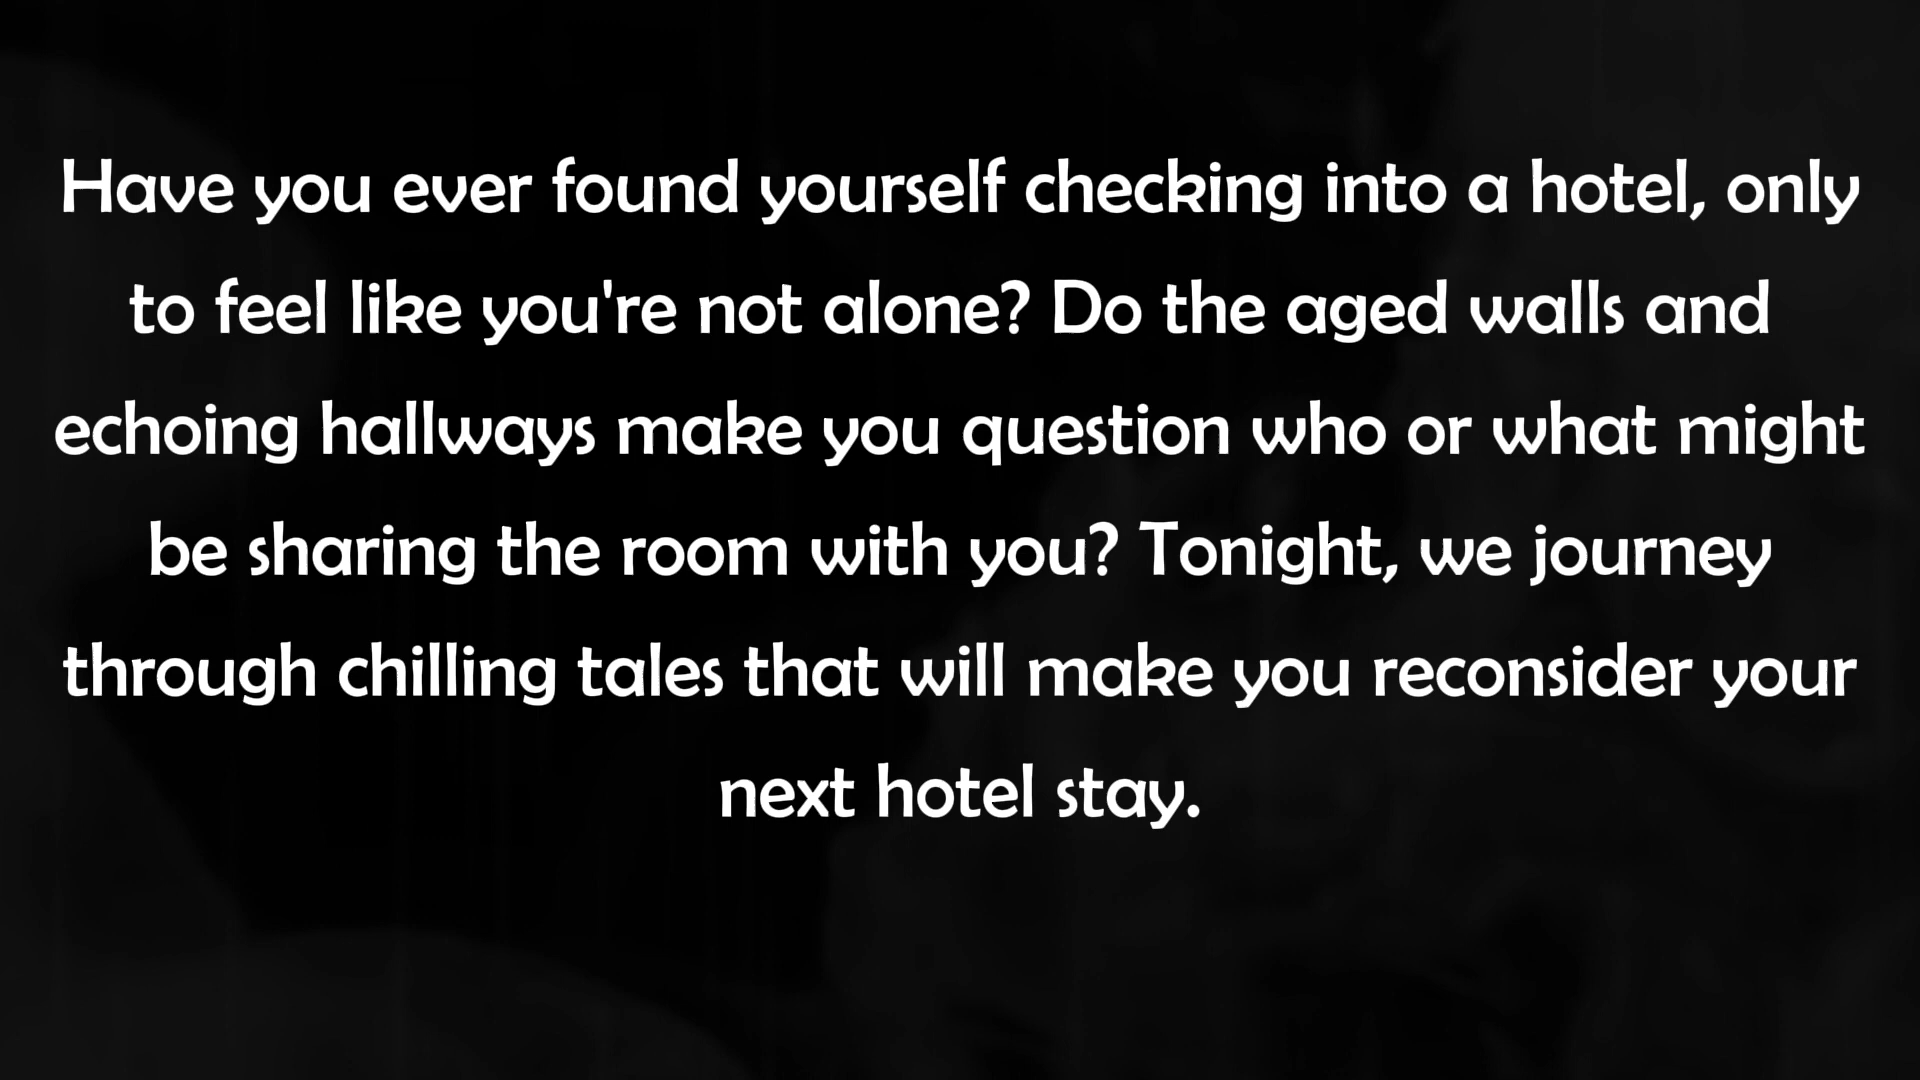 Have you ever found yourself checking into a hotel, only
to feel like you're not alone? Do the aged walls and
echoing hallways make you question who or what might
be sharing the room with you? Tonight, we journey
through chilling tales that will make you reconsider your
next hotel stay.